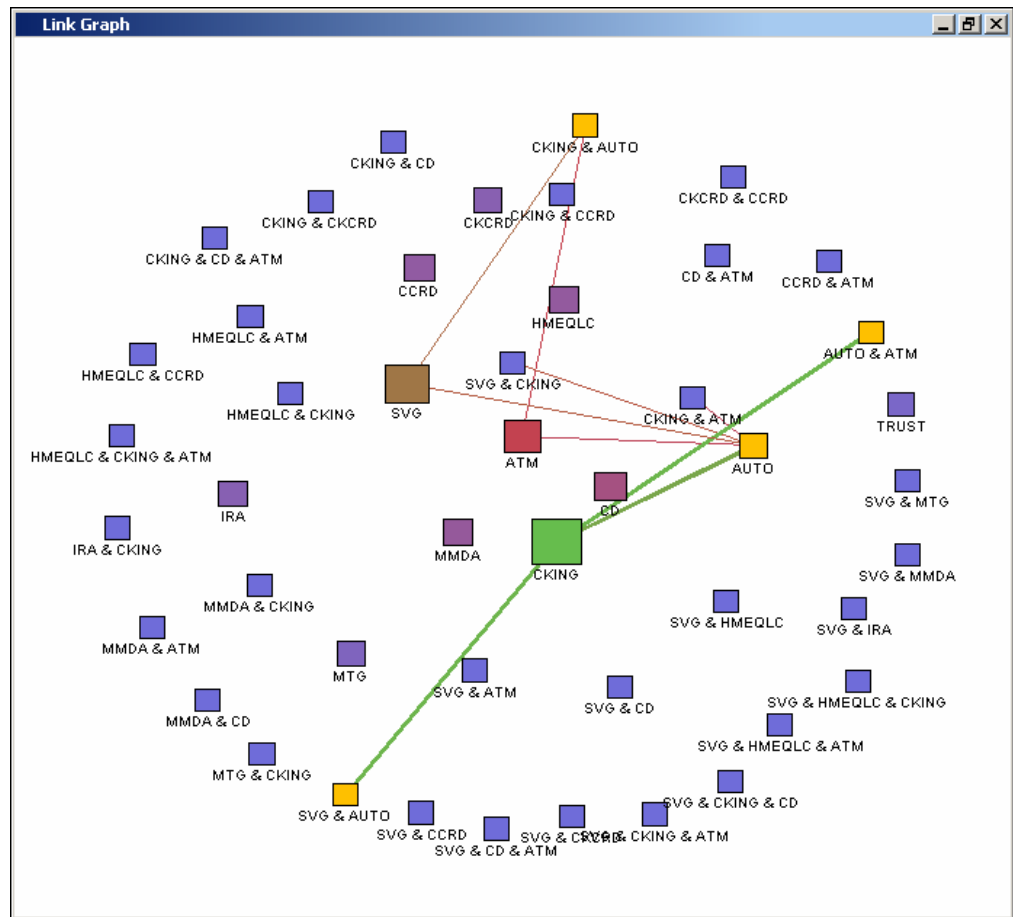 Link Graph
CKING & AUTO
CKING & CD
CKCRD & CCRD
CKING & CKCRD
CKCRD
CKING & CCRD
CKING & CD & ATM
CD & ATM
CCRD & ATM
CCRD
HMEQLC
HMEQLC & ATM
AUTO & ATM
HMEQLC & CCRD
SVG & CKING
HMEQLC & CKING
SVG
CKING & ATM
TRUST
HMEQLC & CKING & ATM
ATM
AUTO
SVG & MTG
IRA
CD
IRA & CKING
MMDA
CKING
SVG & MMDA
MMDA & CKING
SVG & HMEQLC
SVG & IRA
MMDA & ATM
MTG
SVG & ATM
SVG & CD
SVG & HMEQLC & CKING
MMDA & CD
SVG & HMEQLC & ATM
MTG & CKING
SVG & CKING & CD
SVG & AUTO
SVG & CCRD
SVG & CKCRD
SVG & CKING & ATM
SVG & CD & ATM